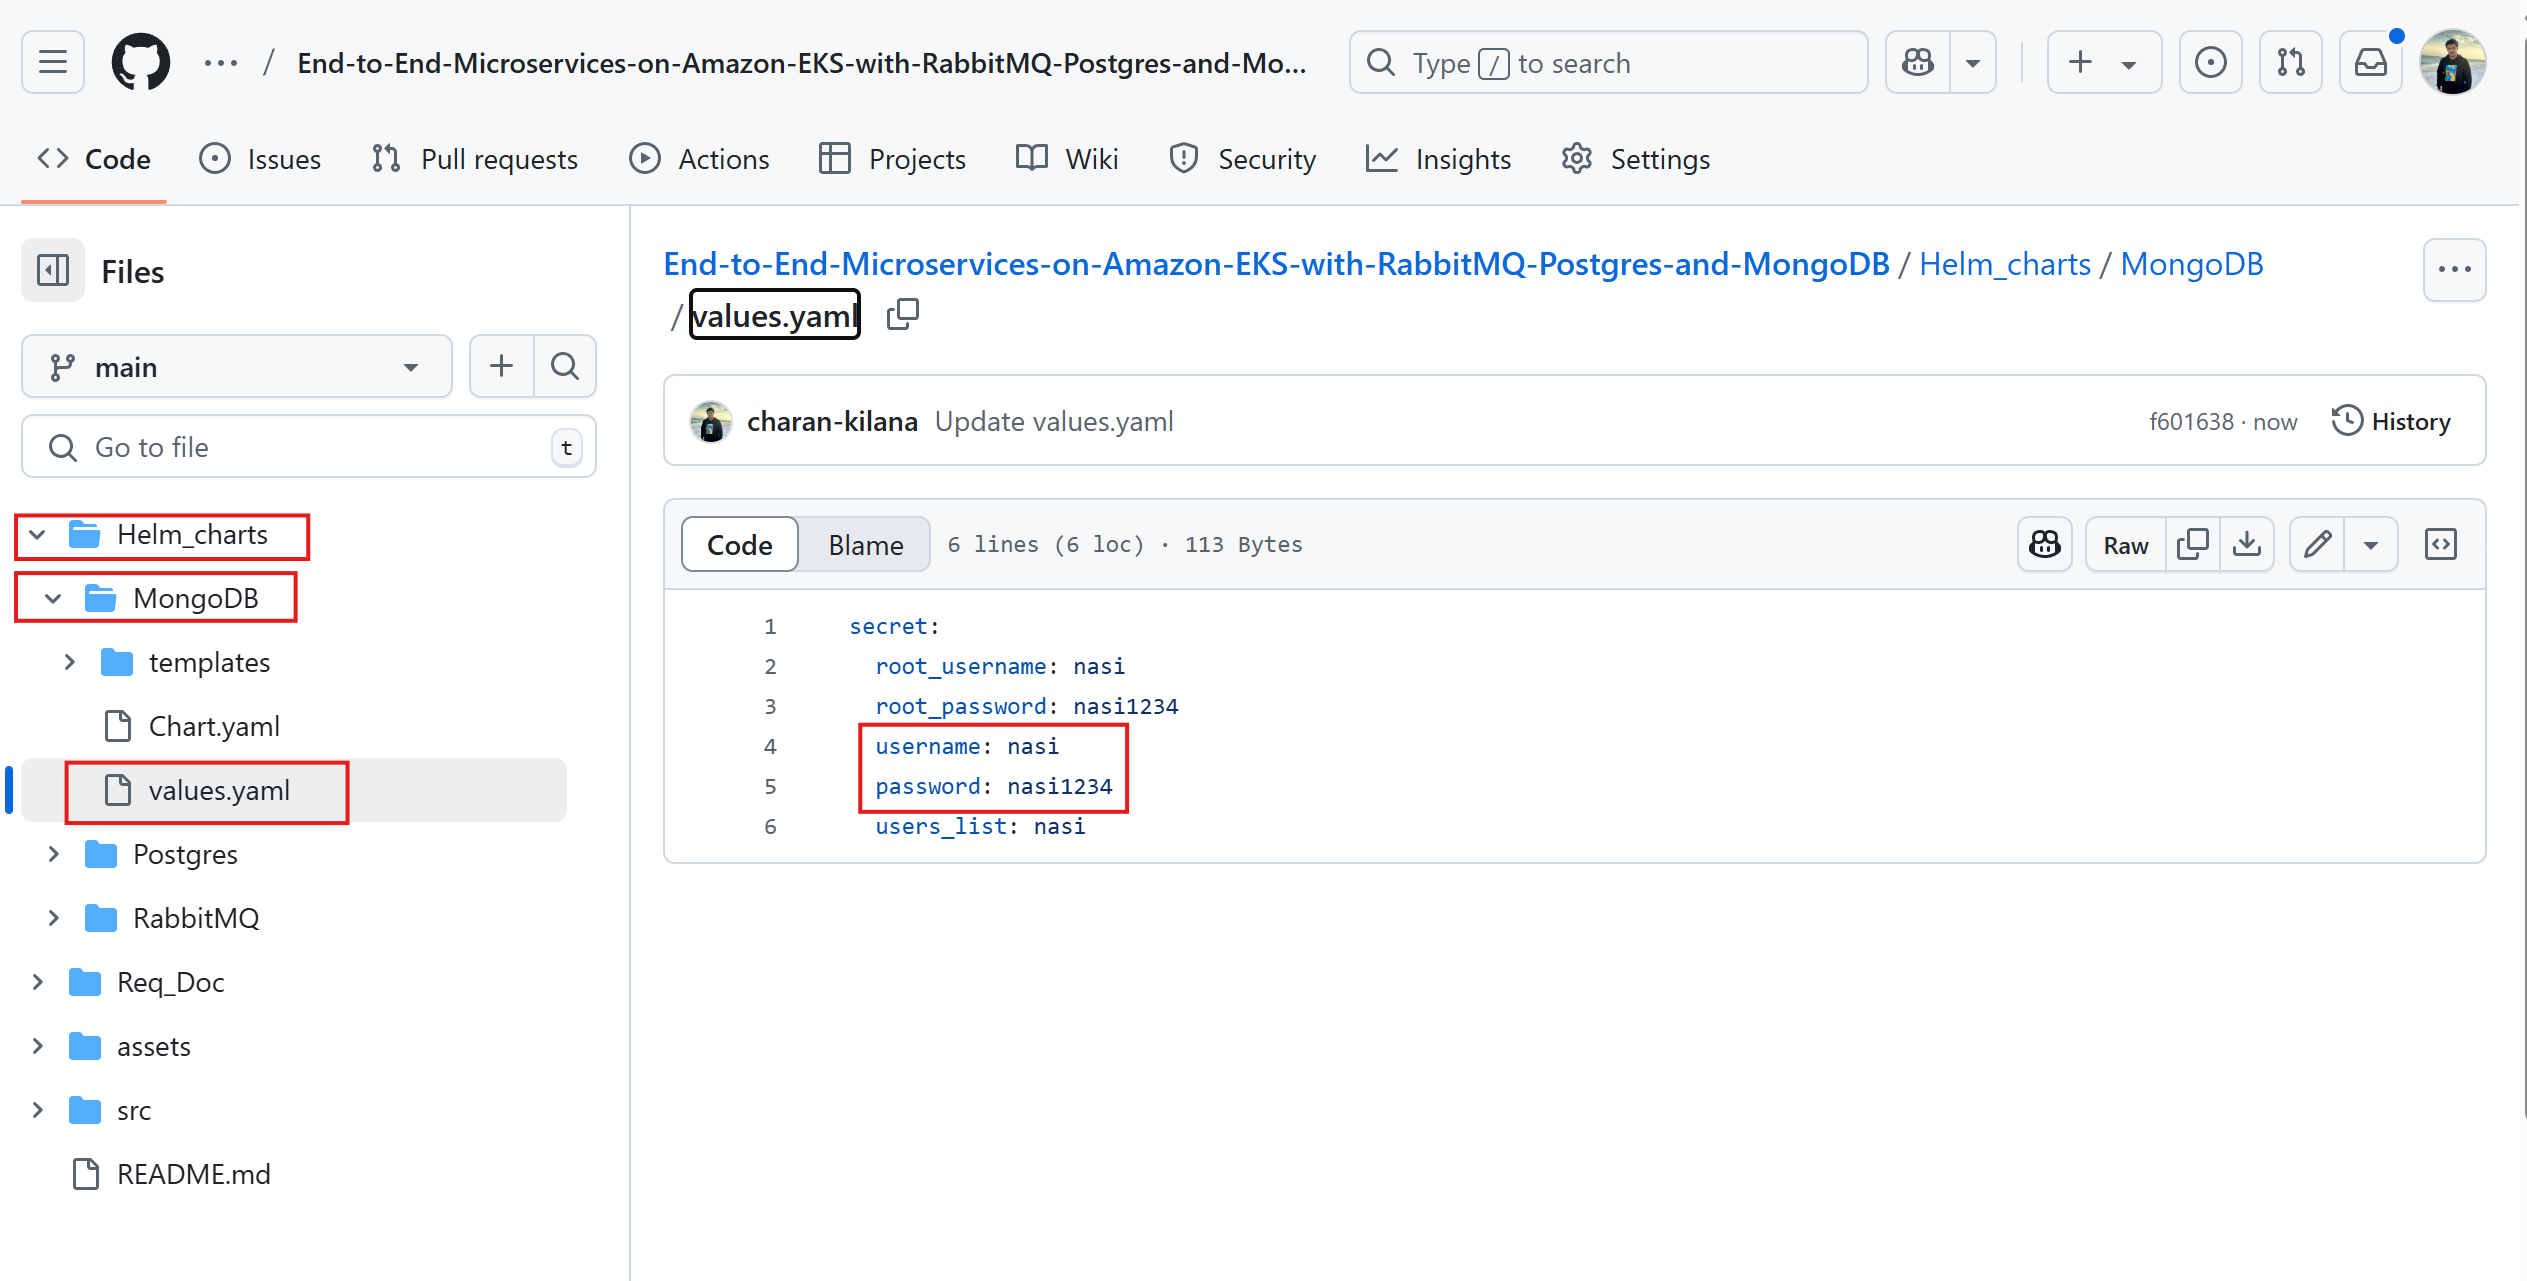 ... / End-to-End-Microservices-on-Amazon-EKS-with-RabbitMQ-Postgres-and-Mo...
Type / to search
Code
Issues
Pull requests
Actions
Projects
Wiki
Security
Insights
Settings
Files
main
Go to file
t
Helm_charts
MongoDB
templates
Chart.yaml
values.yaml
Postgres
RabbitMQ
Req_Doc
assets
src
README.md
End-to-End-Microservices-on-Amazon-EKS-with-RabbitMQ-Postgres-and-MongoDB / Helm_charts / MongoDB
/ values.yaml
charan-kilana Update values.yaml
f601638 · now
History
Code
Blame
6 lines (6 loc) · 113 Bytes
Raw
1 secret:
2 root_username: nasi
3 root_password: nasi1234
4 username: nasi
5 password: nasi1234
6 users_list: nasi